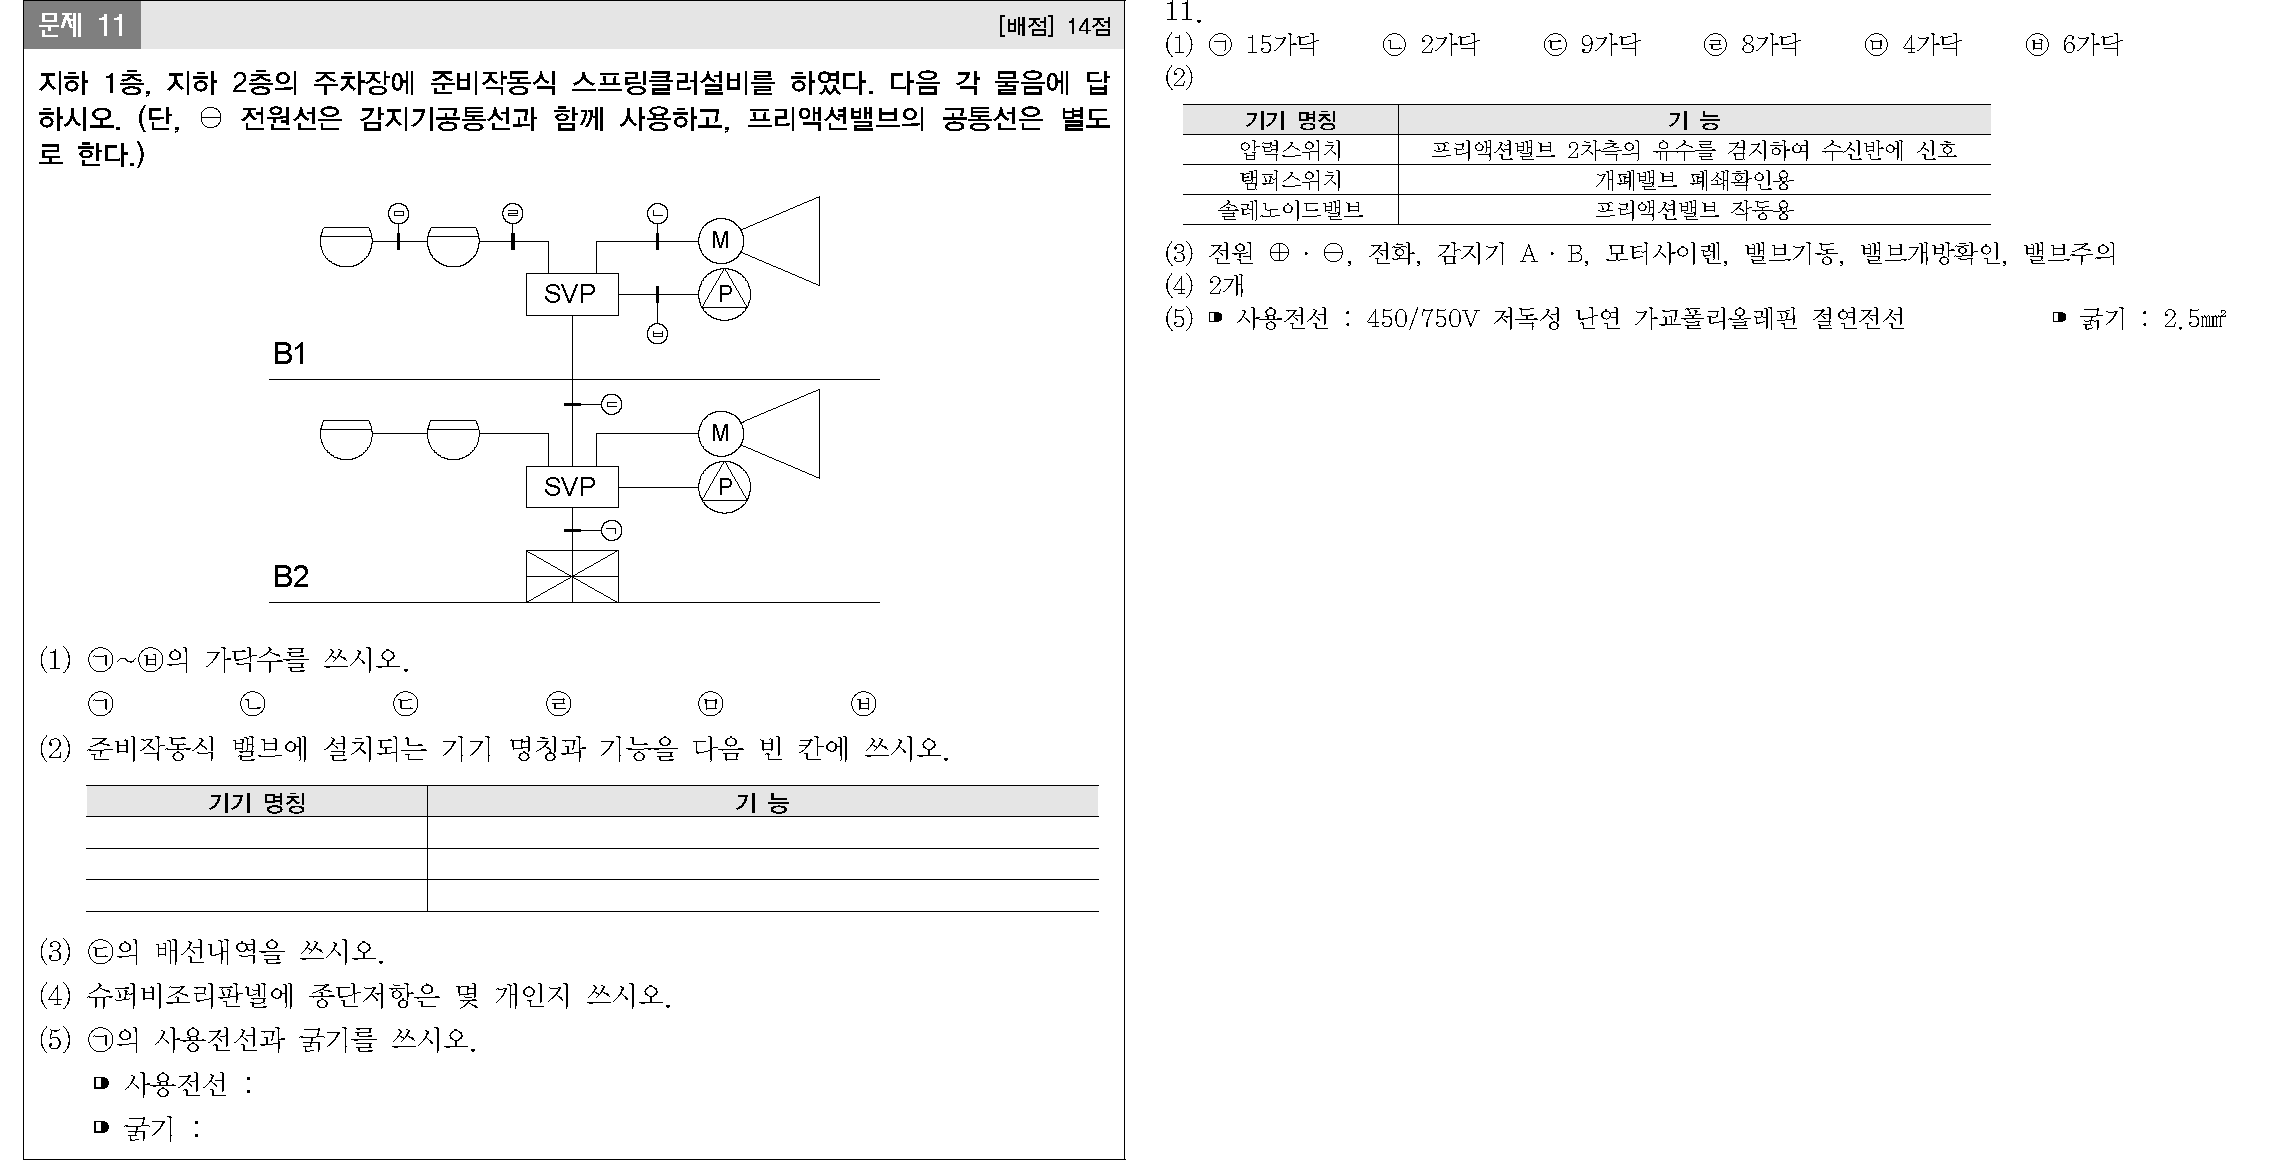 문제 11
[배점] 14점
지하 1층, 지하 2층의 주차장에 준비작동식 스프링클러설비를 하였다. 다음 각 물음에 답
하시오. (단, ⊖ 전원선은 감지기공통선과 함께 사용하고, 프리액션밸브의 공통선은 별도
로 한다.)
㉤ ㉣ ㉡
M
SVP
P
㉥
B1
㉢
M
SVP
P
㉠
B2
(1) ㉠~㉥의 가닥수를 쓰시오.
㉠ ㉡ ㉢ ㉣ ㉤ ㉥
(2) 준비작동식 밸브에 설치되는 기기 명칭과 기능을 다음 빈 칸에 쓰시오.
기기 명칭 기 능
(3) ㉢의 배선내역을 쓰시오.
(4) 슈퍼비조리판넬에 종단저항은 몇 개인지 쓰시오.
(5) ㉠의 사용전선과 굵기를 쓰시오.
사용전선 :
굵기 :
11.
(1) ㉠ 15가닥 ㉡ 2가닥 ㉢ 9가닥 ㉣ 8가닥 ㉤ 4가닥 ㉥ 6가닥
(2)
기기 명칭 기 능
압력스위치 프리액션밸브 2차측의 유수를 검지하여 수신반에 신호
탬퍼스위치 개폐밸브 폐쇄확인용
솔레노이드밸브 프리액션밸브 작동용
(3) 전원 ⊕ · ⊖, 전화, 감지기 A · B, 모터사이렌, 밸브기동, 밸브개방확인, 밸브주의
(4) 2개
(5) 사용전선 : 450/750V 저독성 난연 가교폴리올레핀 절연전선 굵기 : 2.5㎟